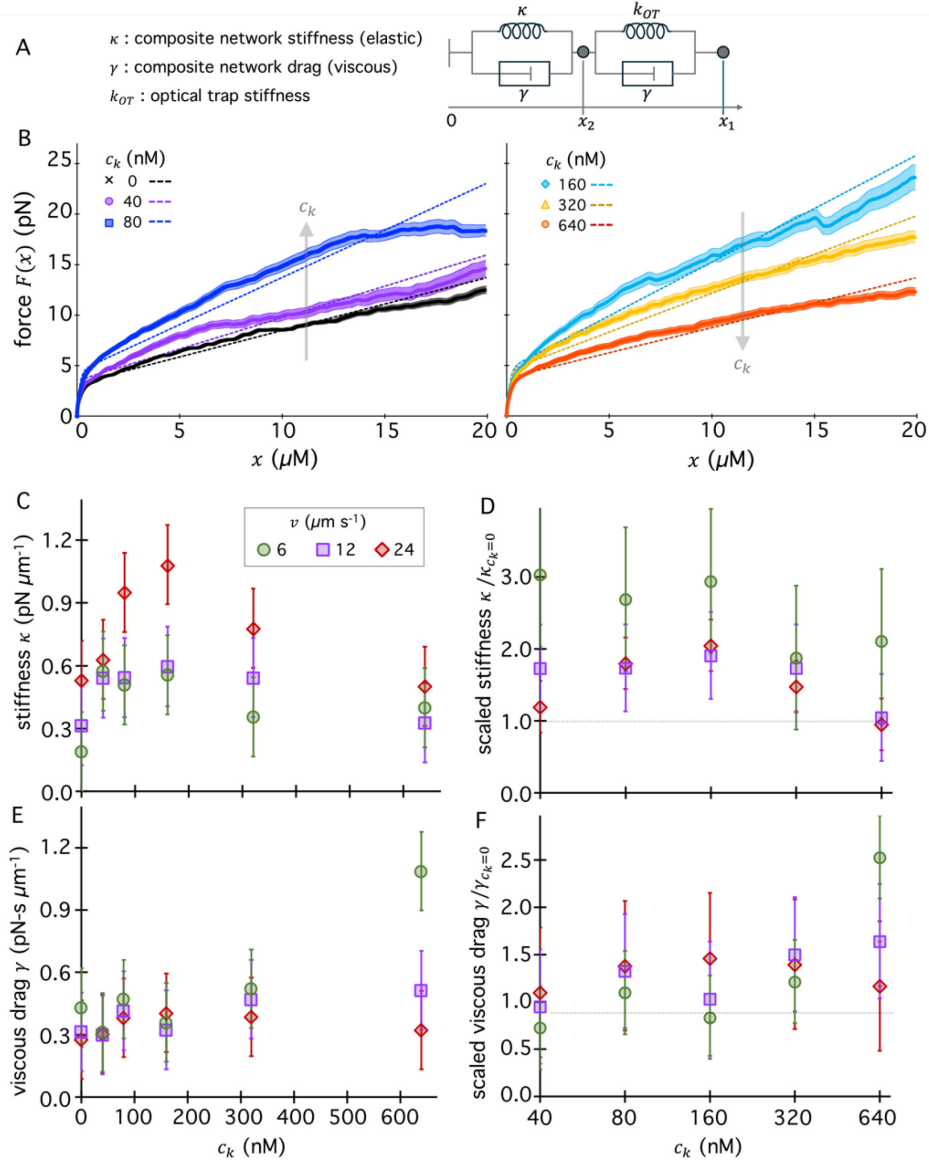 A
κ : composite network stiffness (elastic)
γ : composite network drag (viscous)
k_OT : optical trap stiffness
κ
k_OT
γ
γ
0
x₂
x₁
B
c_k (nM)
0
40
80
c_k
force F(x) (pN)
25
20
15
10
5
0
0
5
10
15
20
x (μM)
c_k (nM)
160
320
640
c_k
0
5
10
15
20
x (μM)
C
v (μm s⁻¹)
6
12
24
stiffness κ (pN μm⁻¹)
1.2
0.9
0.6
0.3
0.0
D
scaled stiffness κ/κ_{c_k=0}
3.0
2.0
1.0
0.0
E
viscous drag γ (pN-s μm⁻¹)
1.2
0.9
0.6
0.3
0.0
0
100
200
300
400
500
600
c_k (nM)
F
scaled viscous drag γ/γ_{c_k=0}
2.5
2.0
1.5
1.0
0.5
0.0
40
80
160
320
640
c_k (nM)